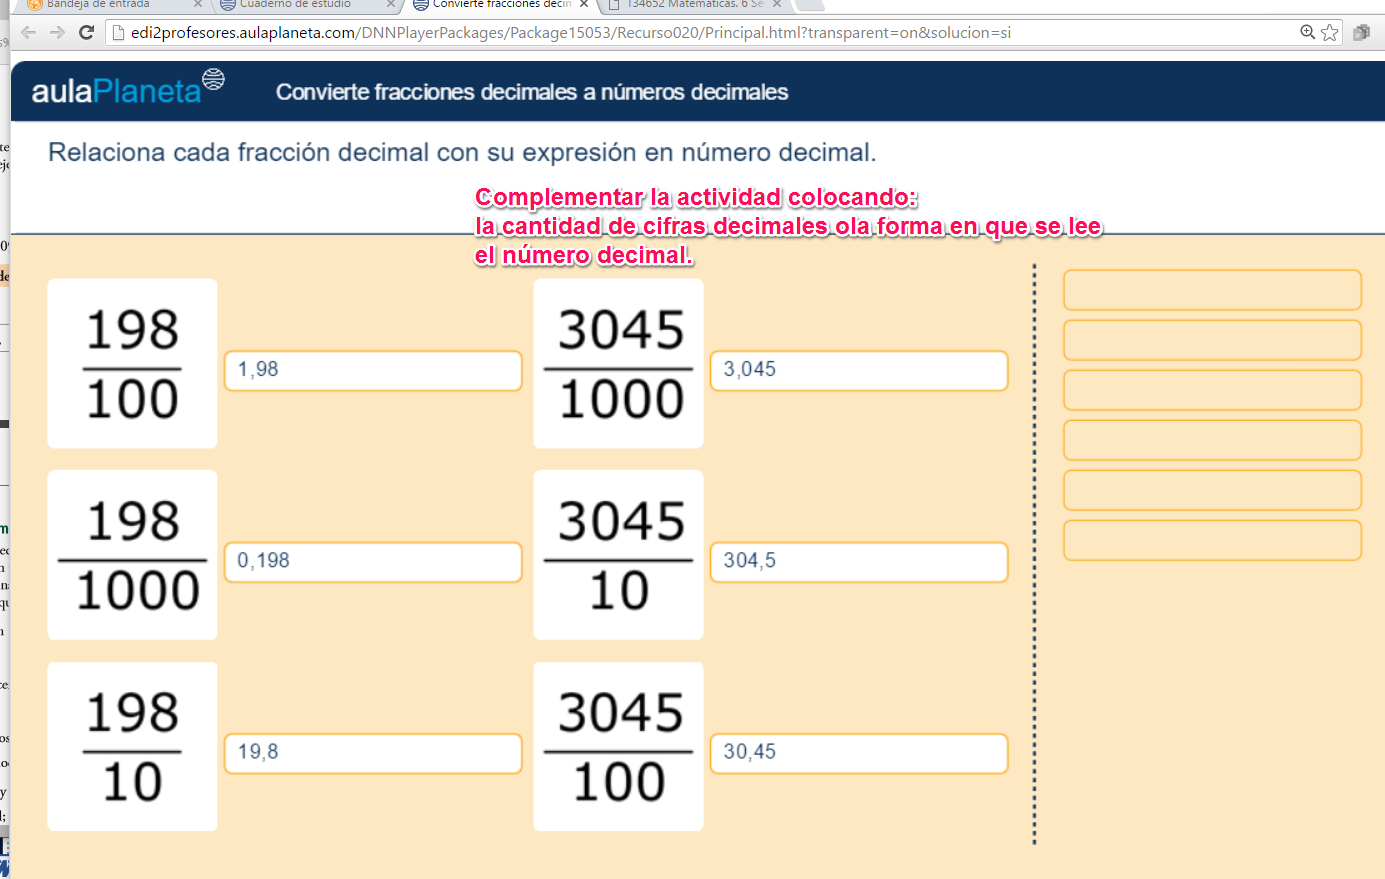 Bandeja de entrada
Cuaderno de estudio
Convierte fracciones decim
134652 Matemáticas. 6 Se
edi2profesores.aulaplaneta.com/DNNPlayerPackages/Package15053/Recurso020/Principal.html?transparent=on&solucion=si
aulaPlaneta
Convierte fracciones decimales a números decimales
Relaciona cada fracción decimal con su expresión en número decimal.
Complementar la actividad colocando:
la cantidad de cifras decimales ola forma en que se lee
el número decimal.
198
100
1,98
3045
1000
3,045
198
1000
0,198
3045
10
304,5
198
10
19,8
3045
100
30,45